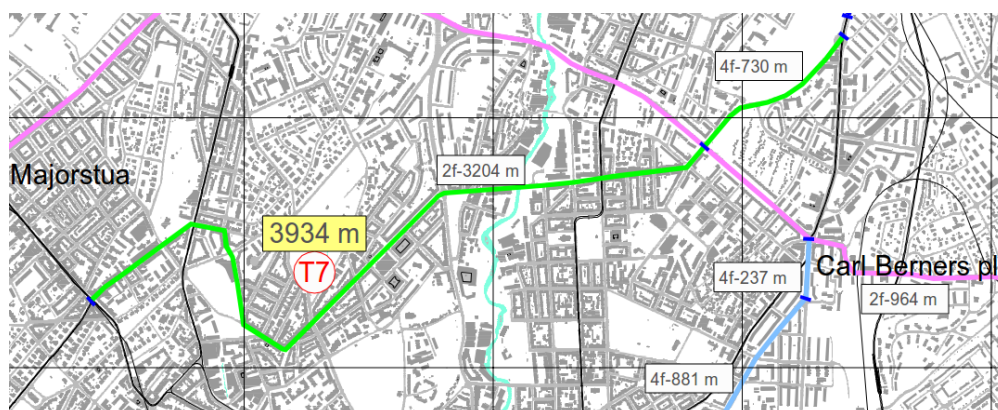 4f-730 m
2f-3204 m
Majorstua
3934 m
T7
4f-237 m
Carl Berners pl
2f-964 m
4f-881 m